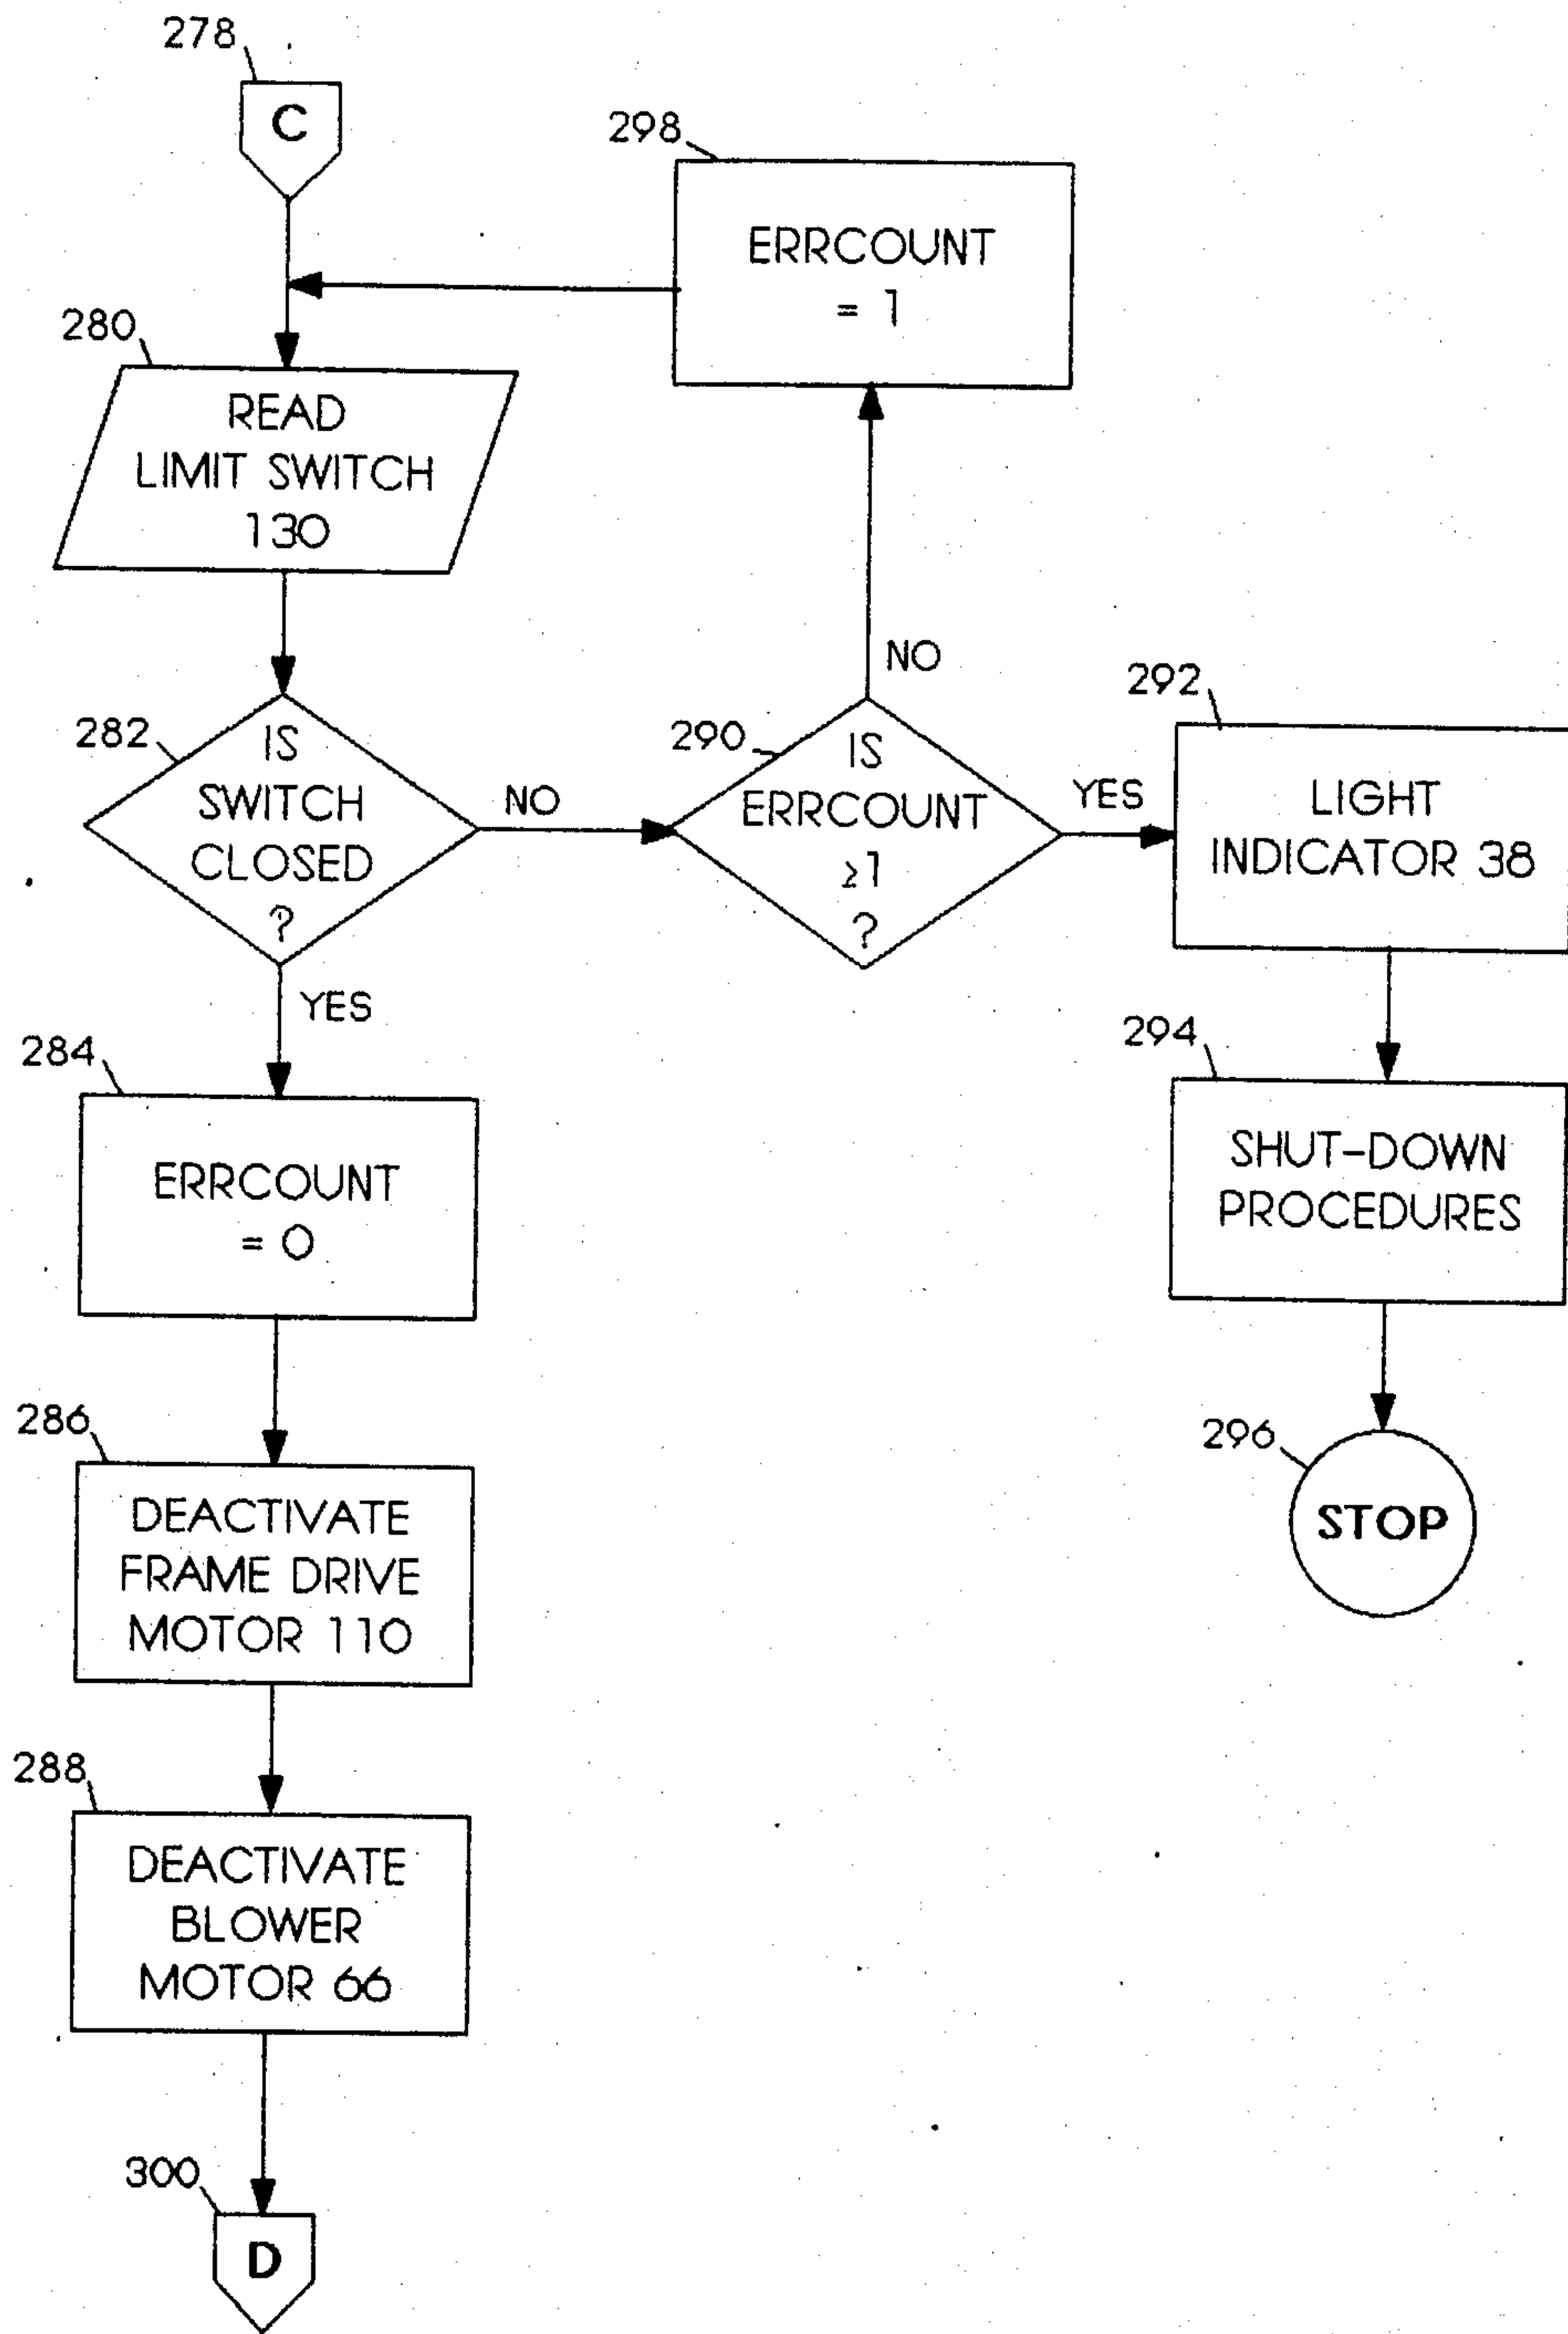 278
C
298
ERRCOUNT
= 1
280
READ
LIMIT SWITCH
130
282
IS
SWITCH
CLOSED
?
NO
YES
290
IS
ERRCOUNT
≥1
?
NO
YES
292
LIGHT
INDICATOR 38
294
SHUT-DOWN
PROCEDURES
296
STOP
284
ERRCOUNT
= 0
286
DEACTIVATE
FRAME DRIVE
MOTOR 110
288
DEACTIVATE
BLOWER
MOTOR 66
300
D